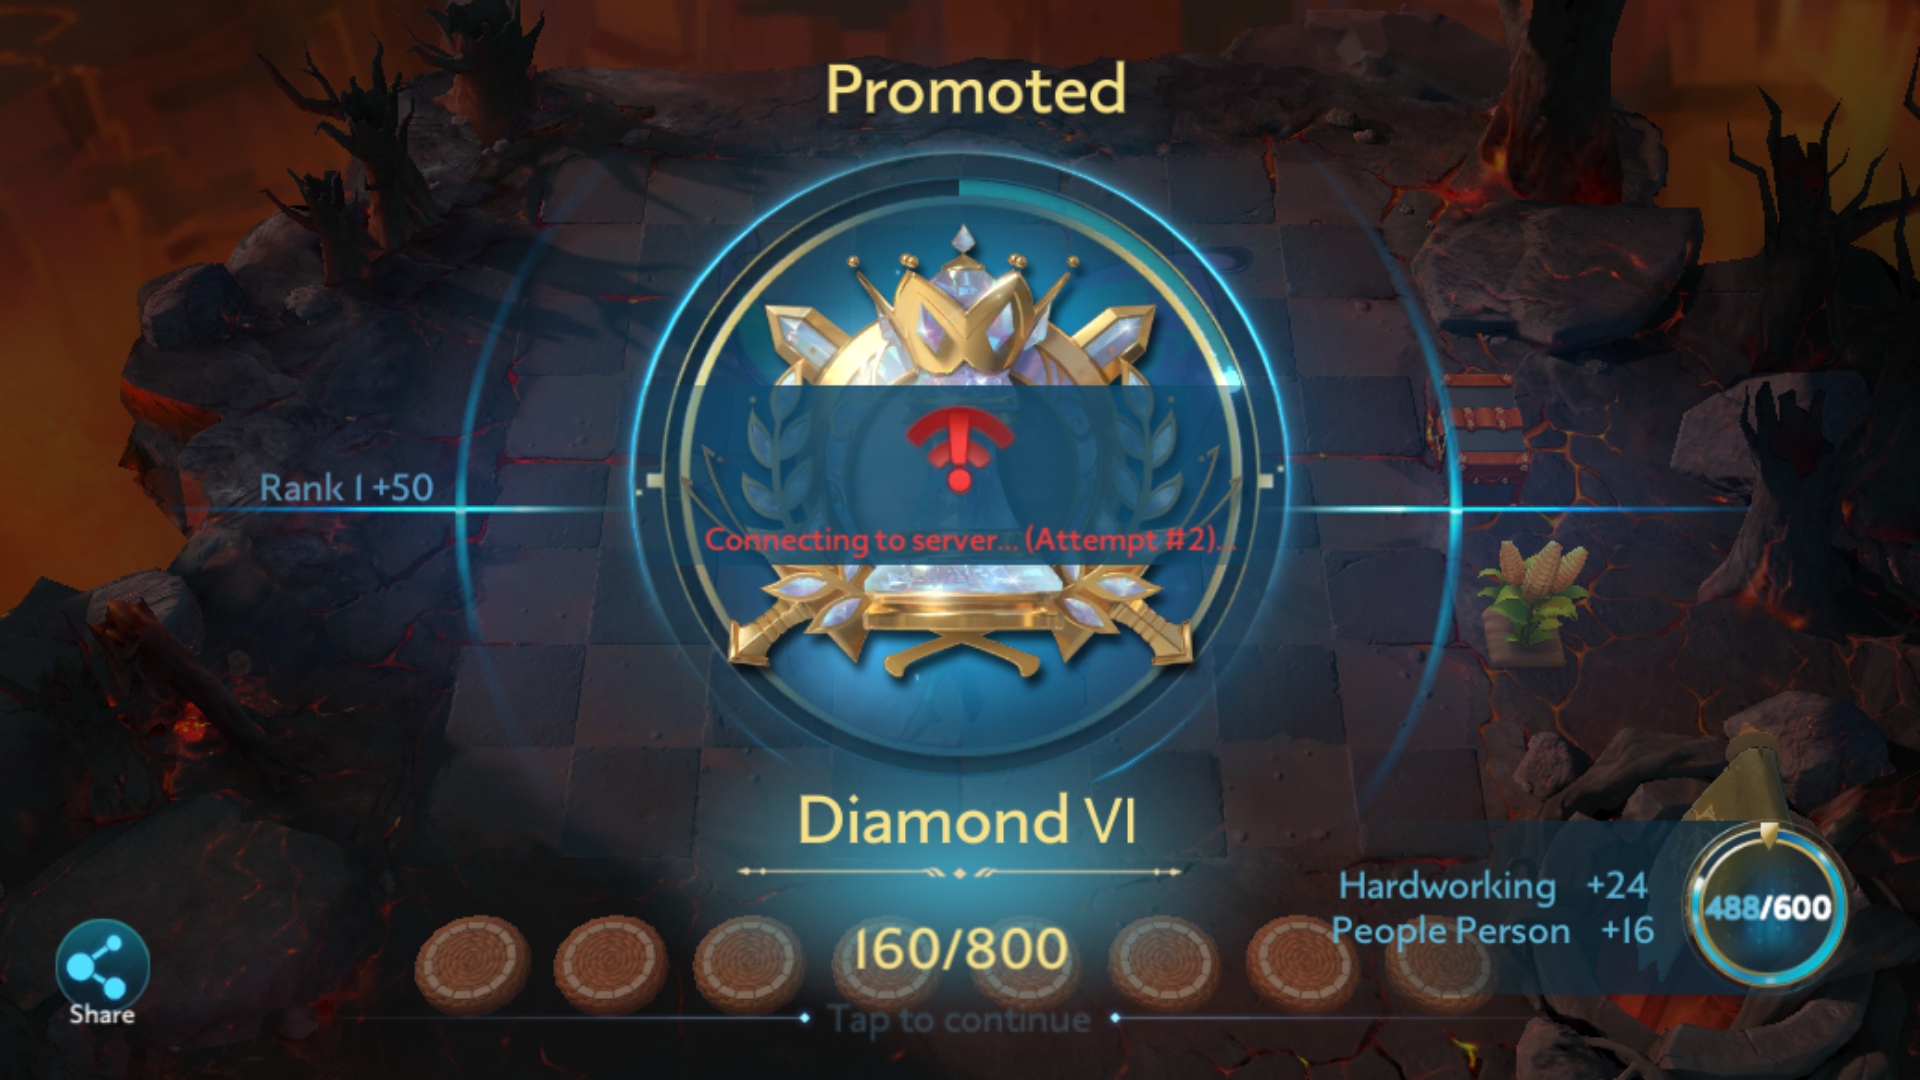 Promoted
Rank 1 +50
Connecting to server... (Attempt #2)...
Diamond VI
Hardworking +24
People Person +16
488/600
160/800
Share
Tap to continue